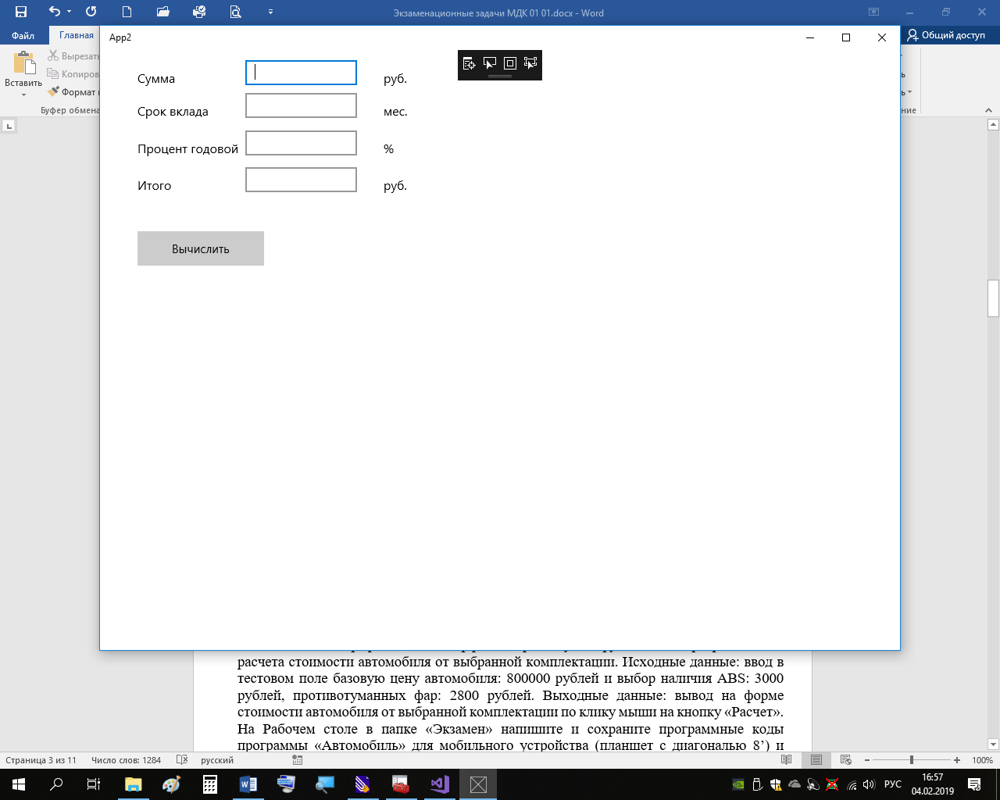 Экзаменационные задачи МДК 01 01.docx - Word
Файл
Главная
Общий доступ
Вставить
Вырезать
Копиров
Формат
Буфер обмена
ние
App2
Сумма руб.
Срок вклада мес.
Процент годовой %
Итого руб.
Вычислить
расчета стоимости автомобиля от выбранной комплектации. Исходные данные: ввод в
тестовом поле базовую цену автомобиля: 800000 рублей и выбор наличия ABS: 3000
рублей, противотуманных фар: 2800 рублей. Выходные данные: вывод на форме
стоимости автомобиля от выбранной комплектации по клику мыши на кнопку «Расчет».
На Рабочем столе в папке «Экзамен» напишите и сохраните программные коды
программы «Автомобиль» для мобильного устройства (планшет с диагональю 8’) и
Страница 3 из 11 Число слов: 1284 русский 100%
РУС
16:57
04.02.2019